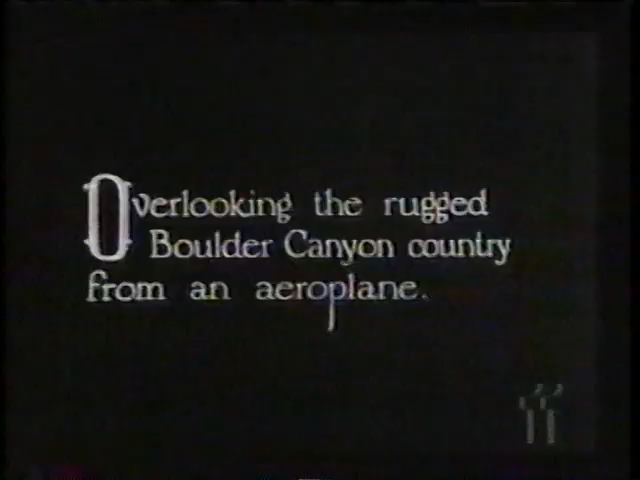 Overlooking the rugged
Boulder Canyon country
from an aeroplane.